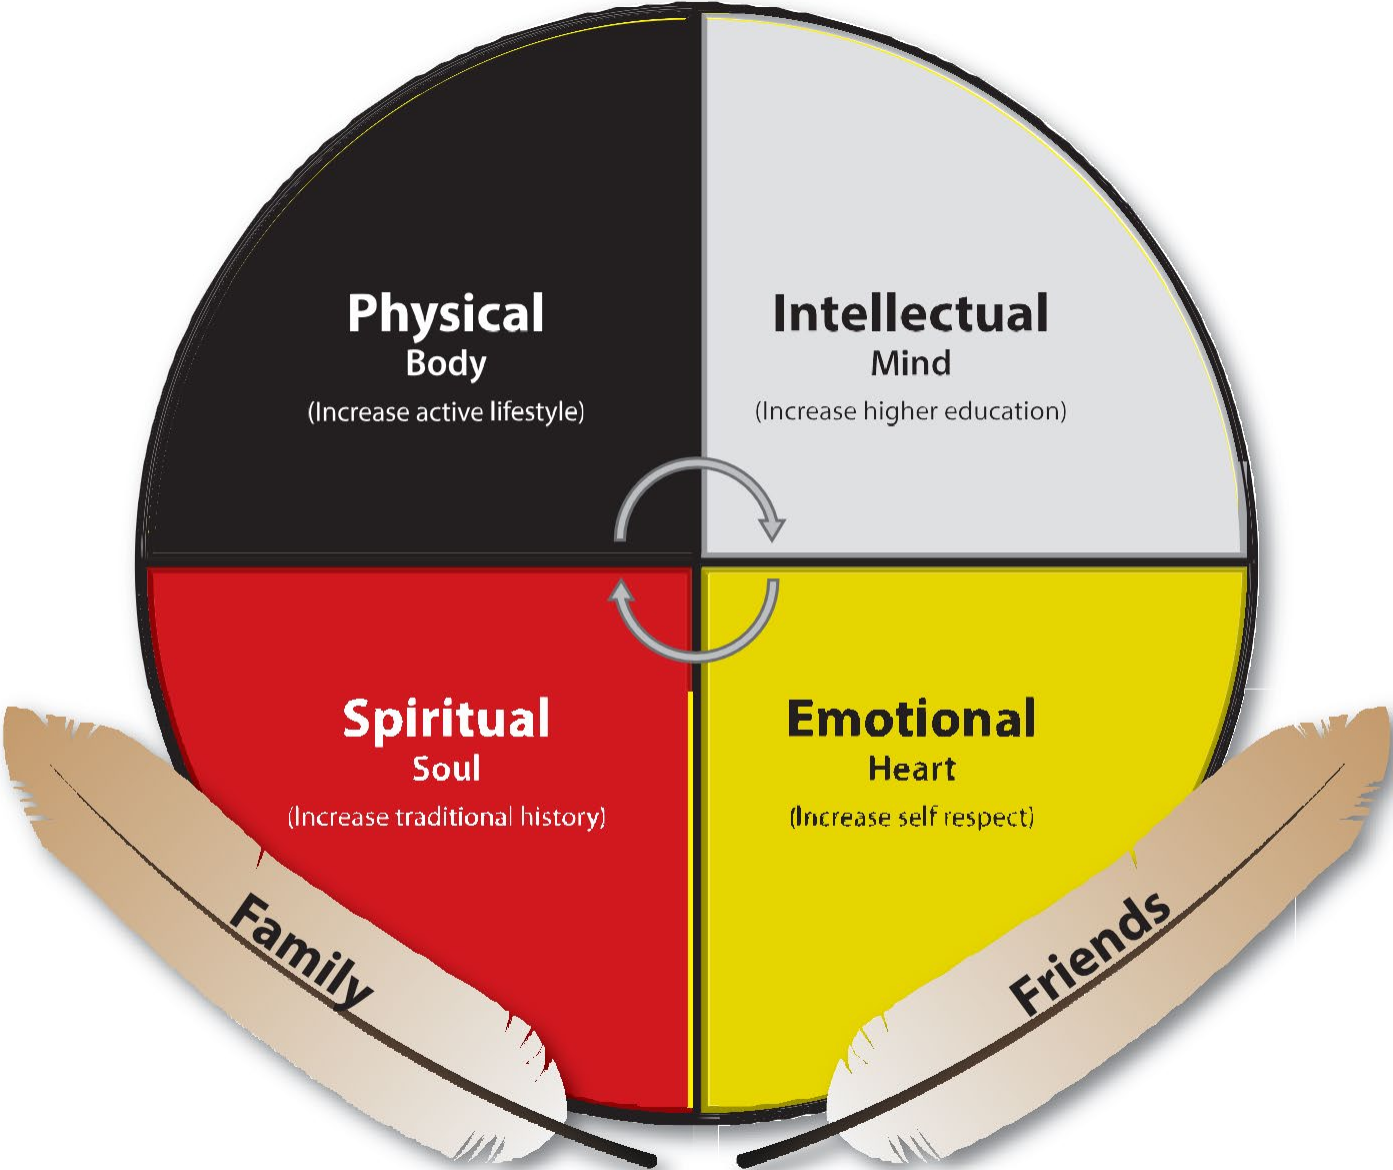 Physical
Body
(Increase active lifestyle)
Intellectual
Mind
(Increase higher education)
Spiritual
Soul
(Increase traditional history)
Emotional
Heart
(Increase self respect)
Family
Friends